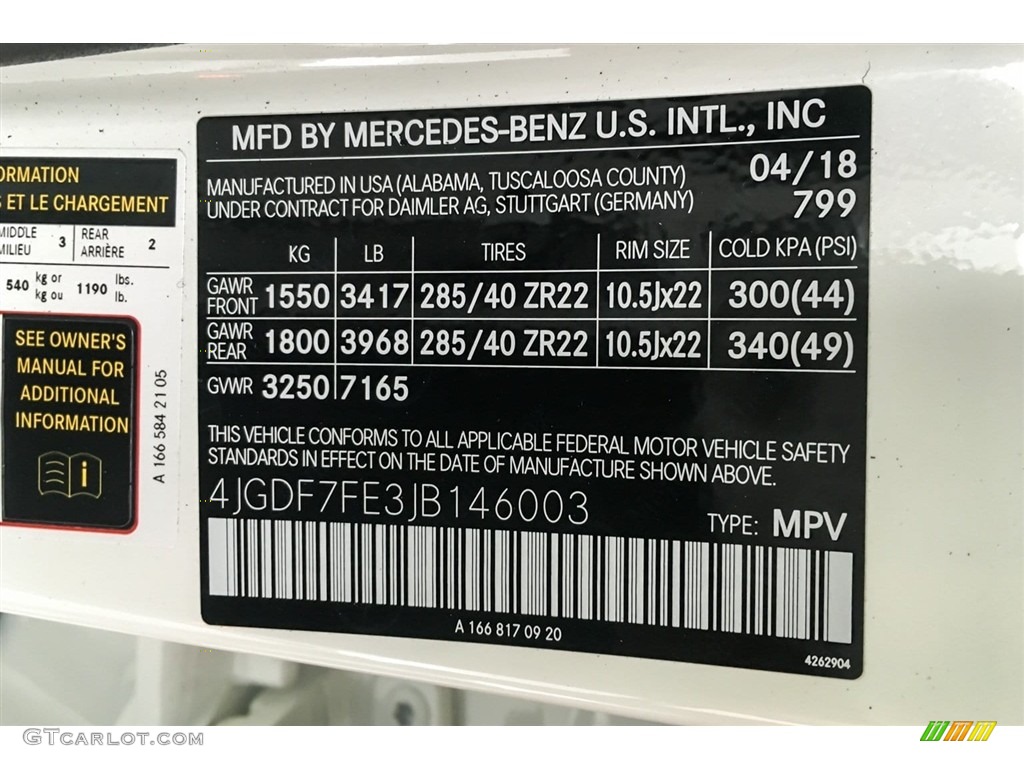 ORMATION
S ET LE CHARGEMENT
MIDDLE
MILIEU 3
REAR
ARRIÈRE 2
540 kg or
kg ou 1190 lbs.
lb.
SEE OWNER'S
MANUAL FOR
ADDITIONAL
INFORMATION
A 166 584 21 05
MFD BY MERCEDES-BENZ U.S. INTL., INC
MANUFACTURED IN USA (ALABAMA, TUSCALOOSA COUNTY) 04/18
UNDER CONTRACT FOR DAIMLER AG, STUTTGART (GERMANY) 799
KG LB TIRES RIM SIZE COLD KPA (PSI)
GAWR
FRONT 1550 3417 285/40 ZR22 10.5Jx22 300(44)
GAWR
REAR 1800 3968 285/40 ZR22 10.5Jx22 340(49)
GVWR 3250 7165
THIS VEHICLE CONFORMS TO ALL APPLICABLE FEDERAL MOTOR VEHICLE SAFETY
STANDARDS IN EFFECT ON THE DATE OF MANUFACTURE SHOWN ABOVE.
4JGDF7FE3JB146003
TYPE: MPV
A 166 817 09 20
4262904
GTCarLot.com